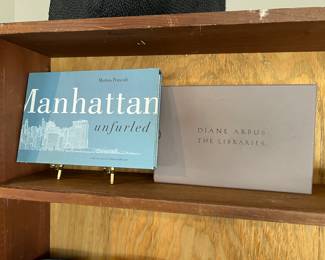 Matteo Pericoli
Manhattan
unfurled
DIANE ARBUS
THE LIBRARIES